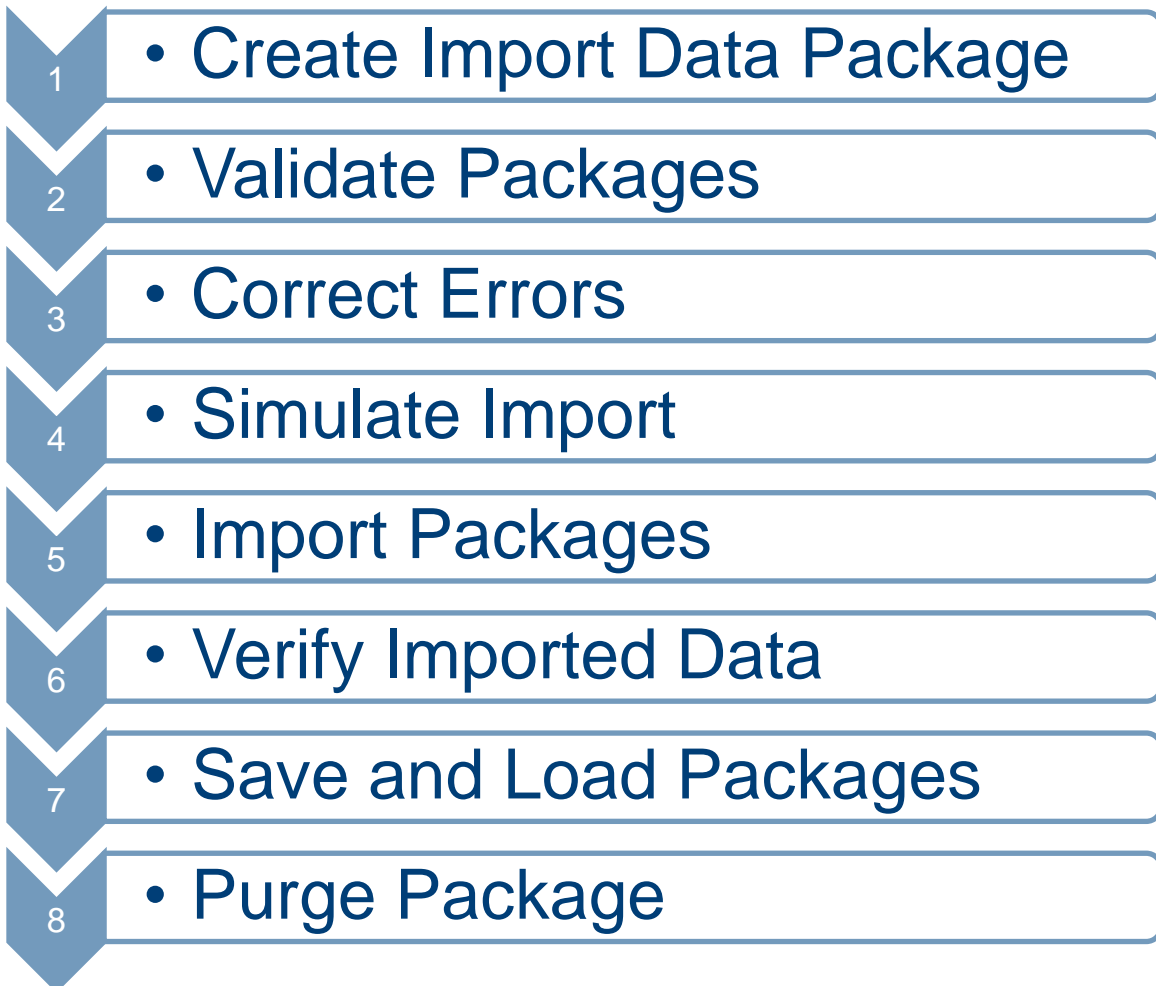 1 • Create Import Data Package
2 • Validate Packages
3 • Correct Errors
4 • Simulate Import
5 • Import Packages
6 • Verify Imported Data
7 • Save and Load Packages
8 • Purge Package